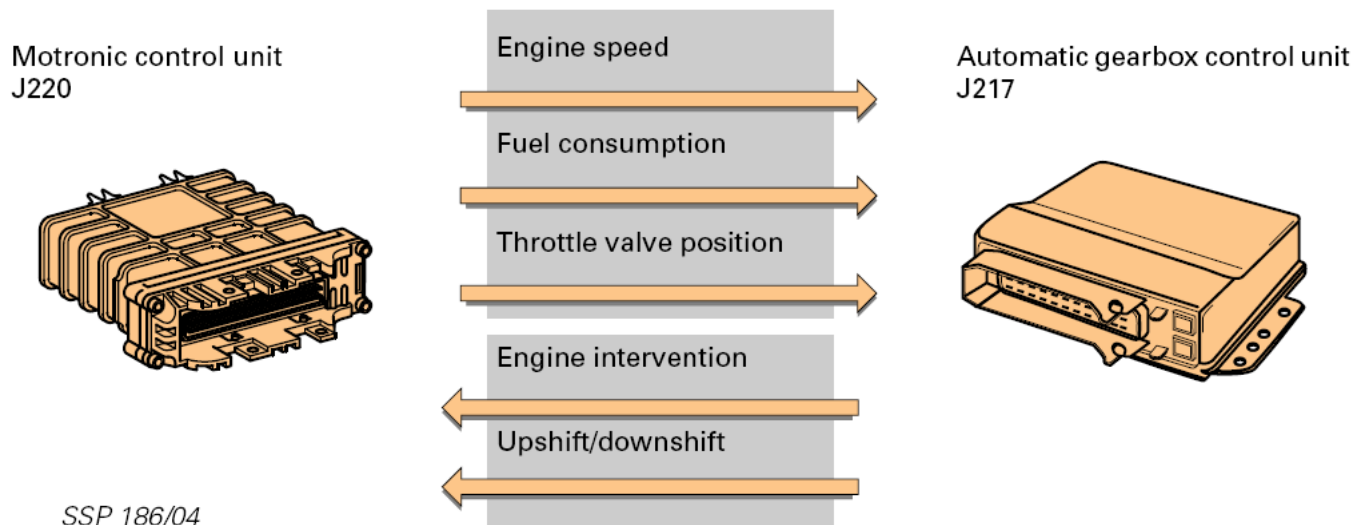 Motronic control unit
J220
Engine speed
Fuel consumption
Throttle valve position
Engine intervention
Upshift/downshift
Automatic gearbox control unit
J217
SSP 186/04